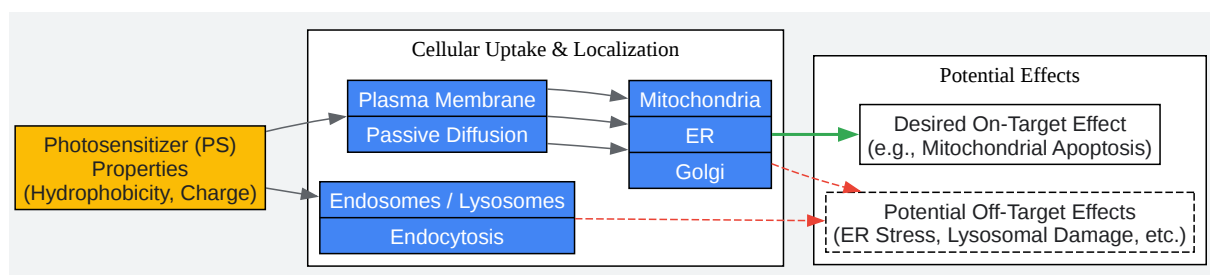 Photosensitizer (PS)
Properties
(Hydrophobicity, Charge)
Cellular Uptake & Localization
Plasma Membrane
Passive Diffusion
Endosomes / Lysosomes
Endocytosis
Mitochondria
ER
Golgi
Potential Effects
Desired On-Target Effect
(e.g., Mitochondrial Apoptosis)
Potential Off-Target Effects
(ER Stress, Lysosomal Damage, etc.)